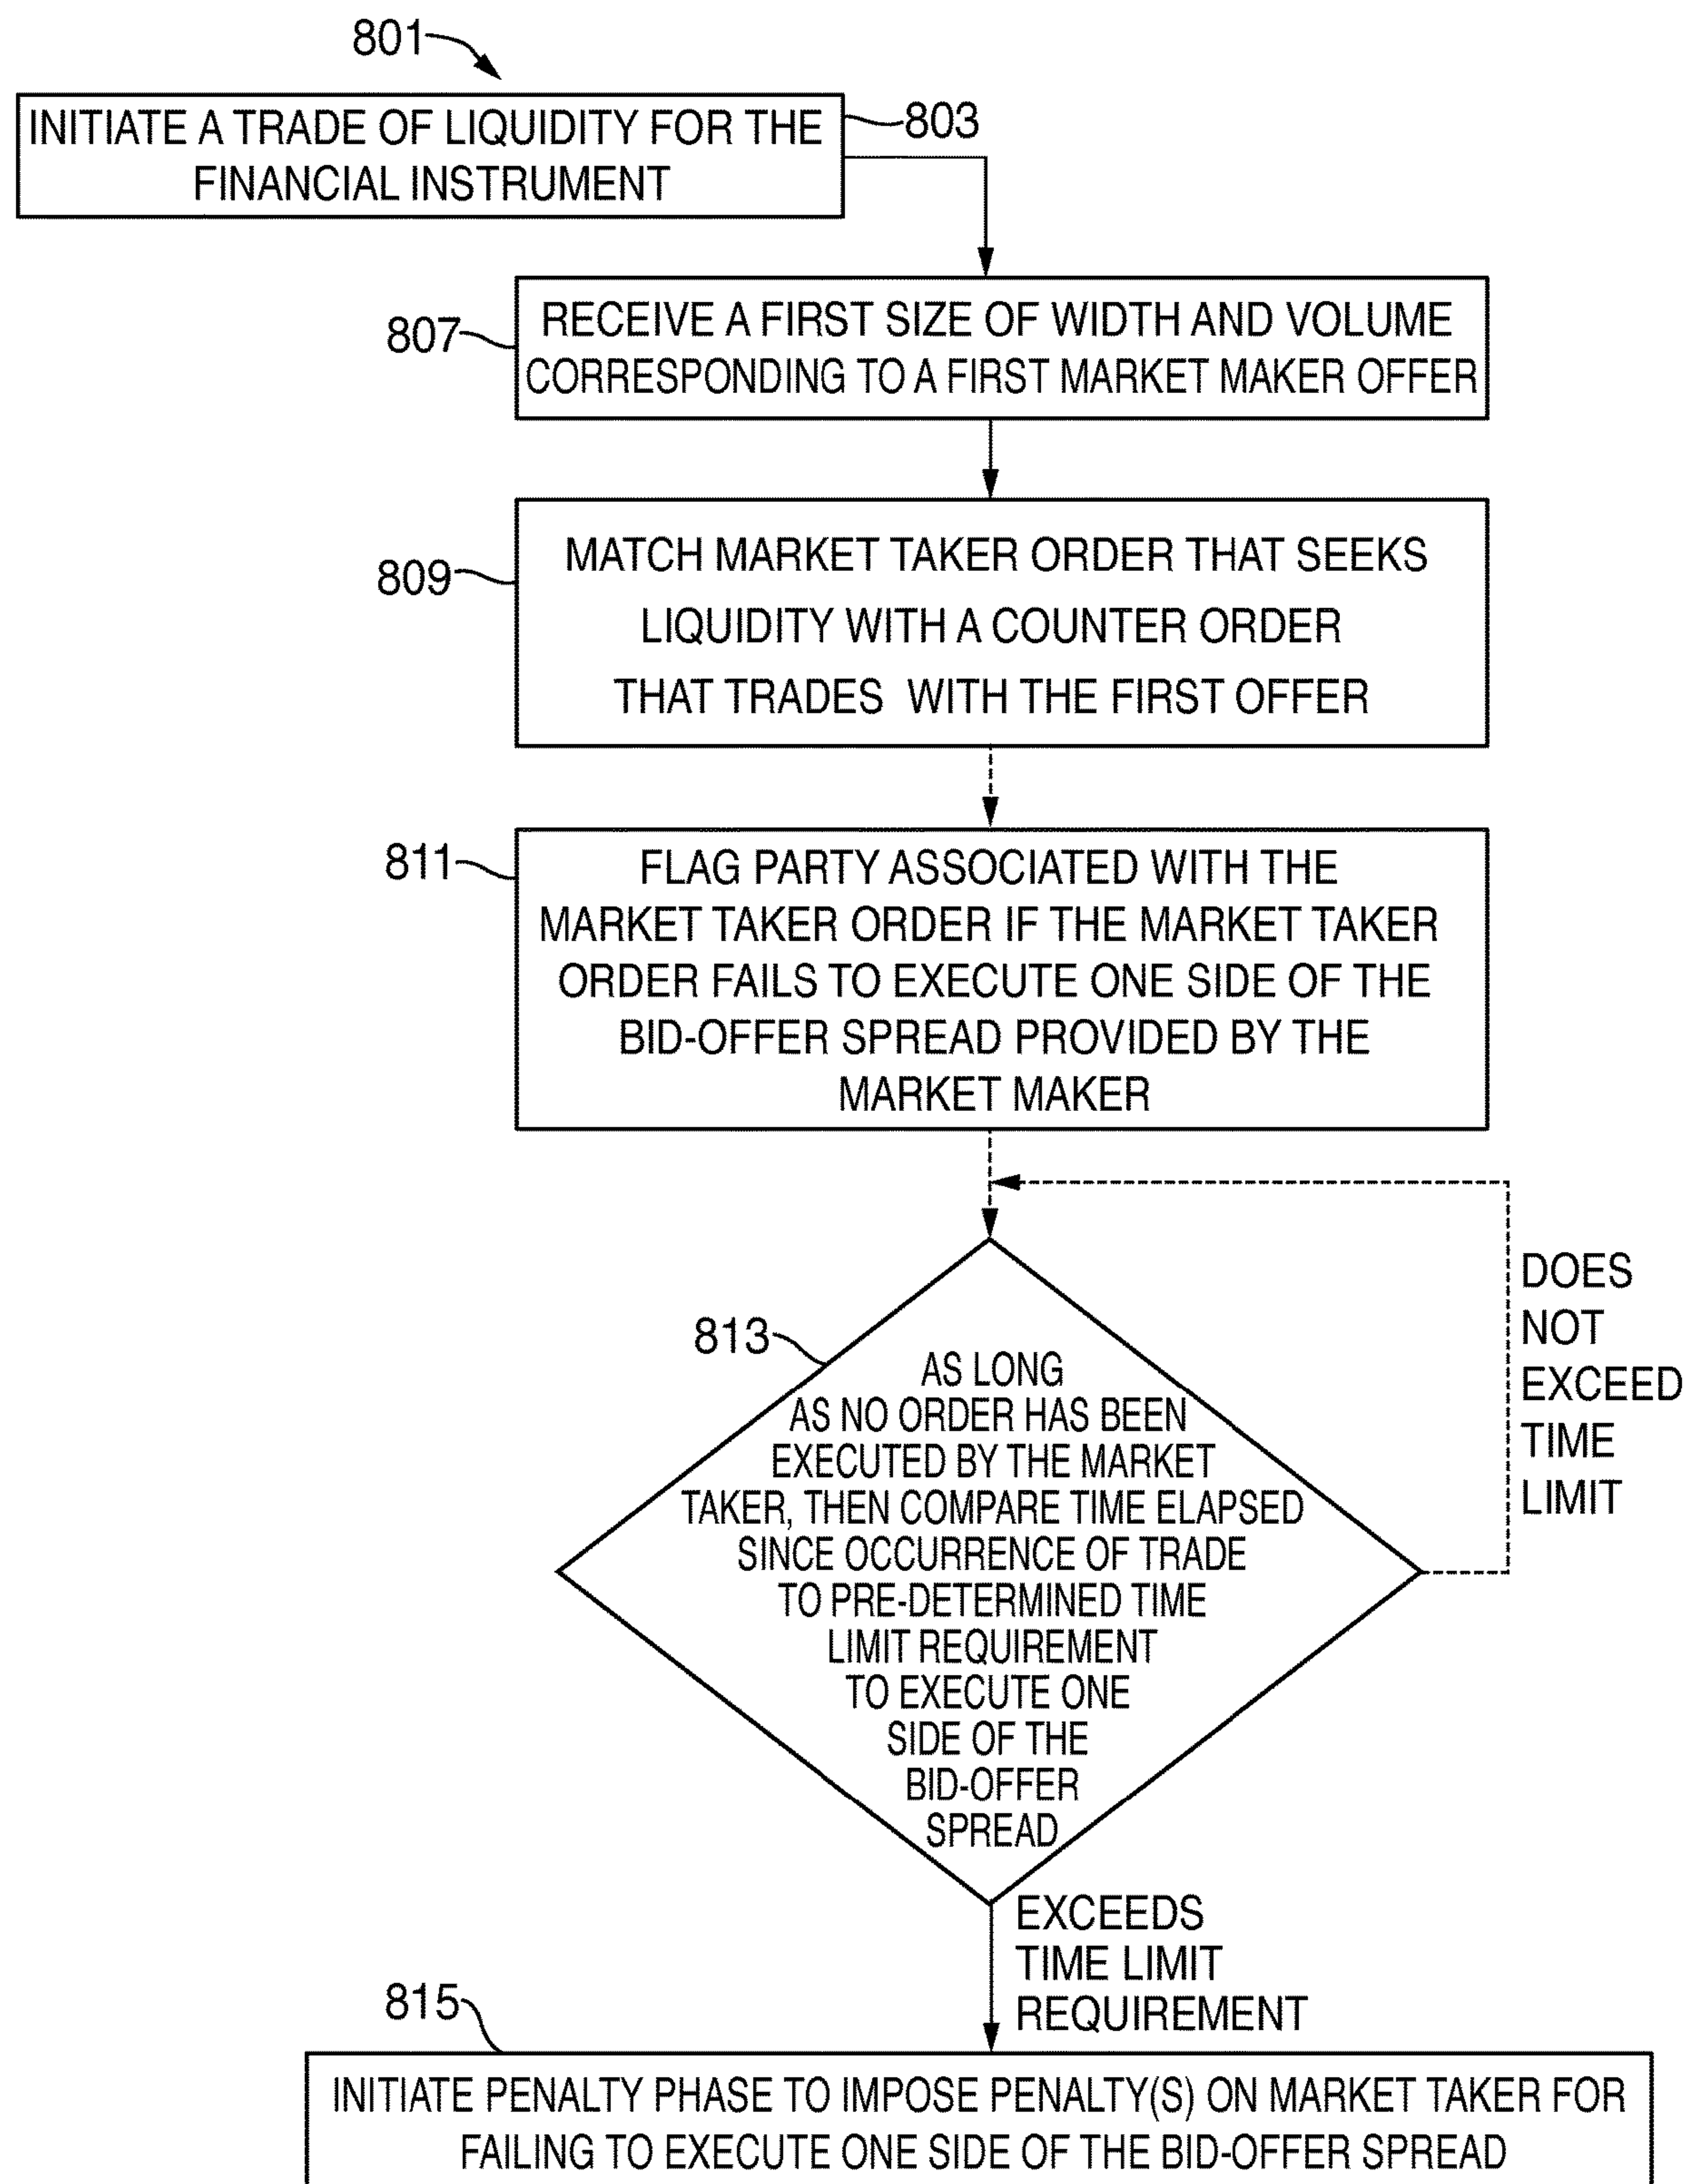 801
INITIATE A TRADE OF LIQUIDITY FOR THE
FINANCIAL INSTRUMENT
803
807
RECEIVE A FIRST SIZE OF WIDTH AND VOLUME
CORRESPONDING TO A FIRST MARKET MAKER OFFER
809
MATCH MARKET TAKER ORDER THAT SEEKS
LIQUIDITY WITH A COUNTER ORDER
THAT TRADES WITH THE FIRST OFFER
811
FLAG PARTY ASSOCIATED WITH THE
MARKET TAKER ORDER IF THE MARKET TAKER
ORDER FAILS TO EXECUTE ONE SIDE OF THE
BID-OFFER SPREAD PROVIDED BY THE
MARKET MAKER
813
AS LONG
AS NO ORDER HAS BEEN
EXECUTED BY THE MARKET
TAKER, THEN COMPARE TIME ELAPSED
SINCE OCCURRENCE OF TRADE
TO PRE-DETERMINED TIME
LIMIT REQUIREMENT
TO EXECUTE ONE
SIDE OF THE
BID-OFFER
SPREAD
DOES
NOT
EXCEED
TIME
LIMIT
EXCEEDS
TIME LIMIT
REQUIREMENT
815
INITIATE PENALTY PHASE TO IMPOSE PENALTY(S) ON MARKET TAKER FOR
FAILING TO EXECUTE ONE SIDE OF THE BID-OFFER SPREAD